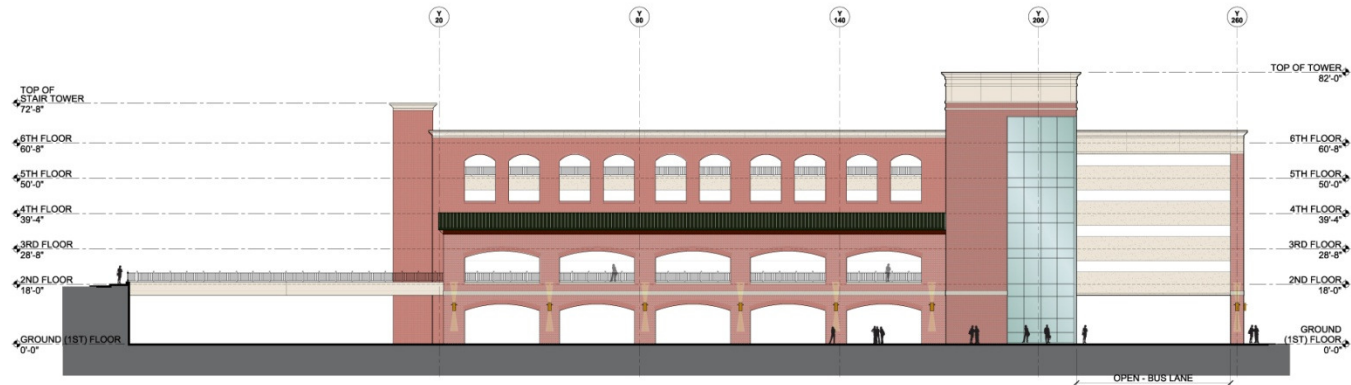 Y
20
Y
80
Y
140
Y
200
Y
260
TOP OF
STAIR TOWER
72'-8"
6TH FLOOR
60'-8"
5TH FLOOR
50'-0"
4TH FLOOR
39'-4"
3RD FLOOR
28'-8"
2ND FLOOR
18'-0"
GROUND (1ST) FLOOR
0'-0"
TOP OF TOWER
82'-0"
6TH FLOOR
60'-8"
5TH FLOOR
50'-0"
4TH FLOOR
39'-4"
3RD FLOOR
28'-8"
2ND FLOOR
18'-0"
GROUND
(1ST) FLOOR
0'-0"
OPEN - BUS LANE